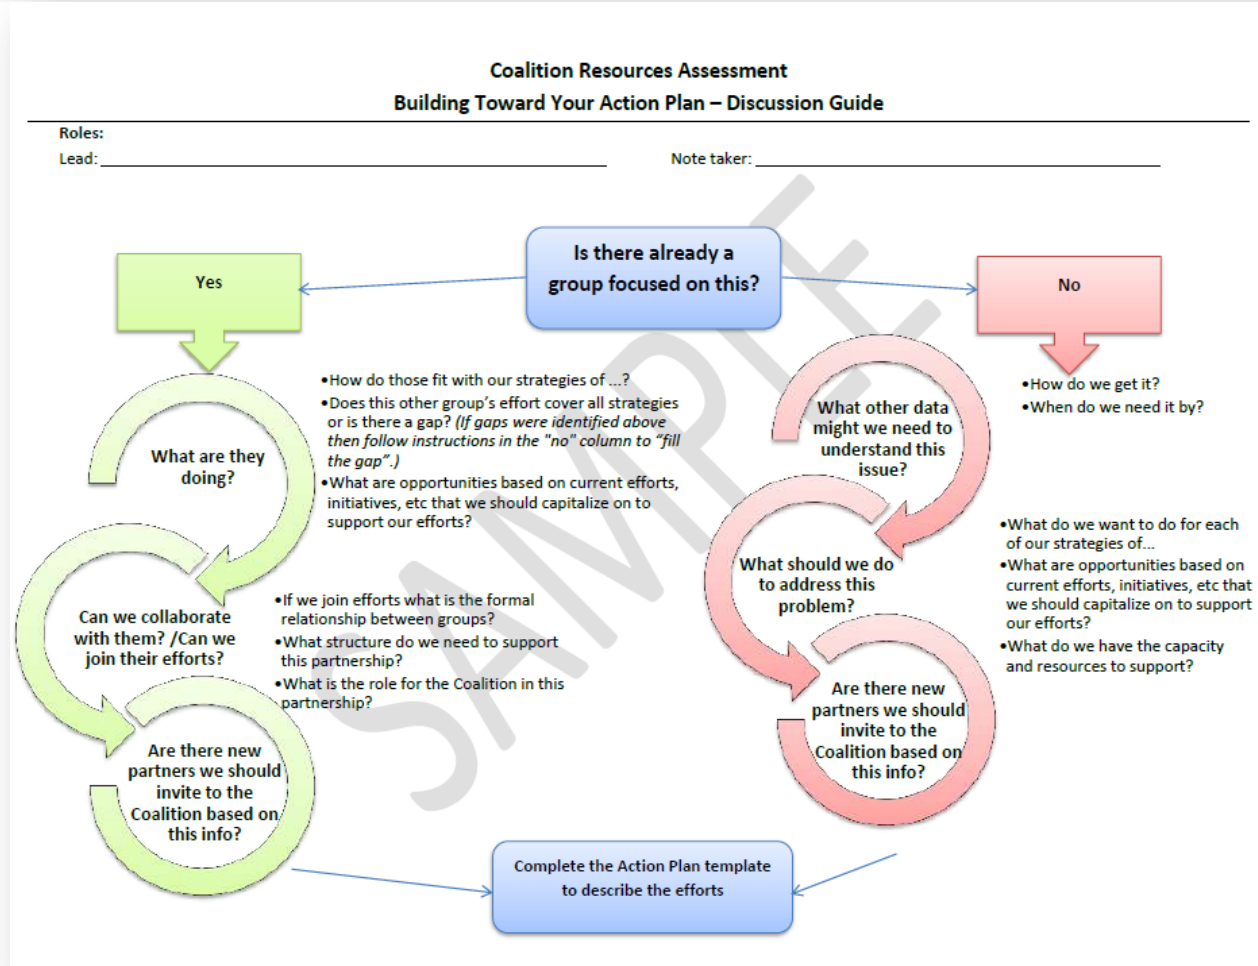 Coalition Resources Assessment
Building Toward Your Action Plan – Discussion Guide
Roles:
Lead:
Note taker:
SAMPLE
Is there already a
group focused on this?
Yes
No
What are they
doing?
•How do those fit with our strategies of ...?
•Does this other group's effort cover all strategies
or is there a gap? (If gaps were identified above
then follow instructions in the "no" column to “fill
the gap”.)
•What are opportunities based on current efforts,
initiatives, etc that we should capitalize on to
support our efforts?
Can we collaborate
with them? /Can we
join their efforts?
•If we join efforts what is the formal
relationship between groups?
•What structure do we need to support
this partnership?
•What is the role for the Coalition in this
partnership?
Are there new
partners we should
invite to the
Coalition based on
this info?
What other data
might we need to
understand this
issue?
•How do we get it?
•When do we need it by?
What should we do
to address this
problem?
•What do we want to do for each
of our strategies of...
•What are opportunities based on
current efforts, initiatives, etc that
we should capitalize on to support
our efforts?
•What do we have the capacity
and resources to support?
Are there new
partners we should
invite to the
Coalition based on
this info?
Complete the Action Plan template
to describe the efforts